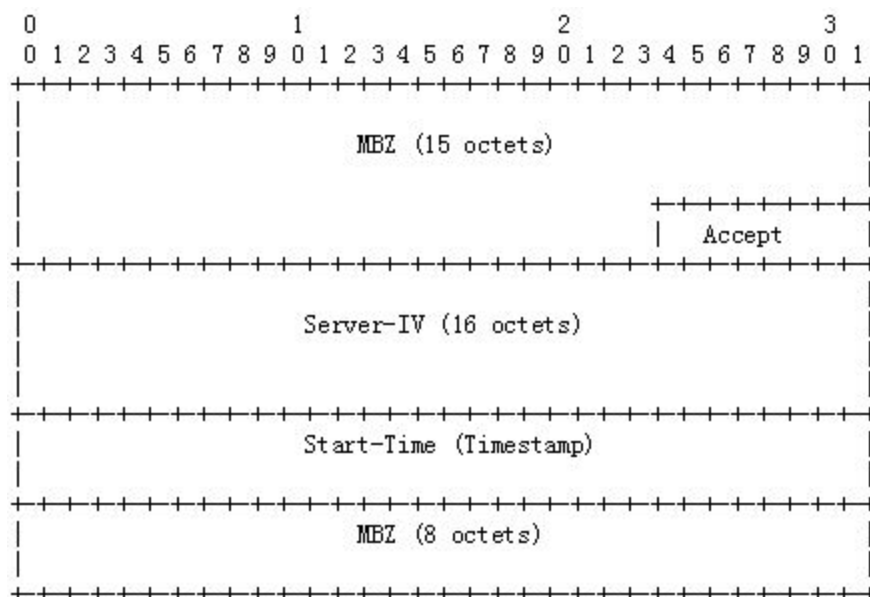 0 1 2 3
0 1 2 3 4 5 6 7 8 9 0 1 2 3 4 5 6 7 8 9 0 1 2 3 4 5 6 7 8 9 0 1
MBZ (15 octets)
Accept
Server-IV (16 octets)
Start-Time (Timestamp)
MBZ (8 octets)